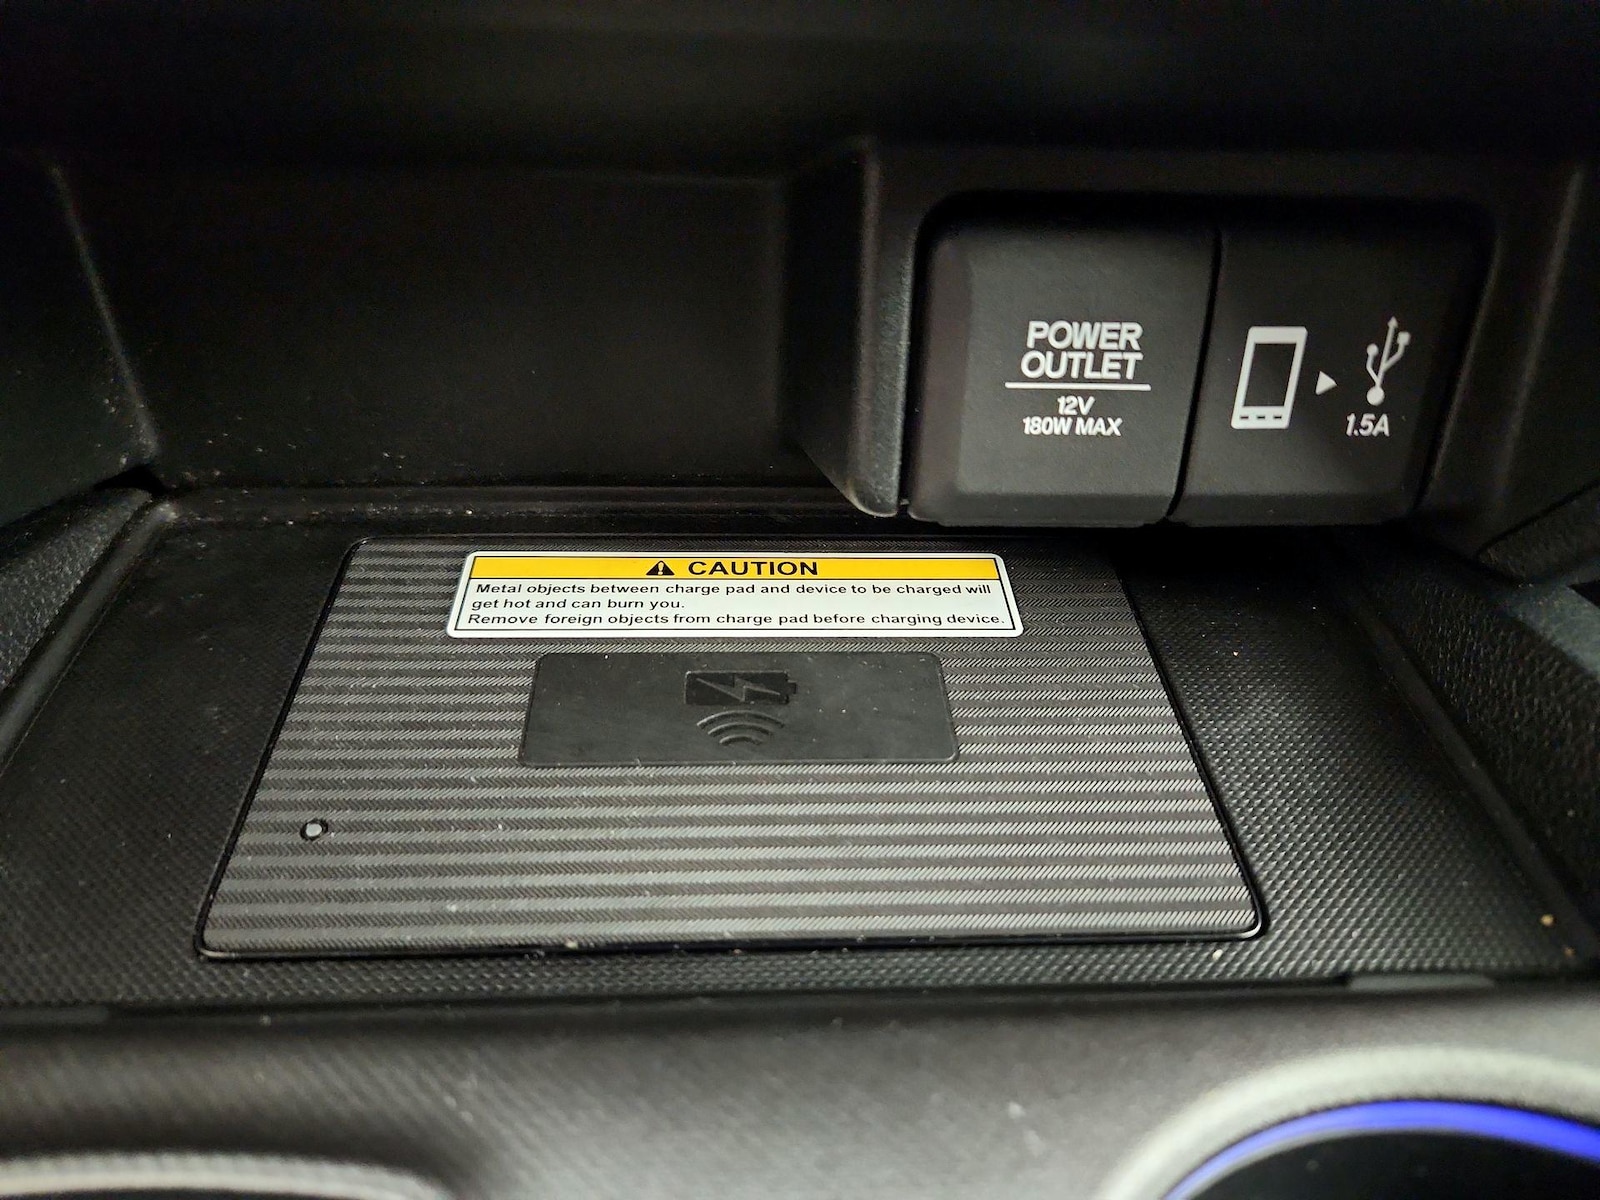 POWER
OUTLET
12V
180W MAX
1.5A
CAUTION
Metal objects between charge pad and device to be charged will
get hot and can burn you.
Remove foreign objects from charge pad before charging device.